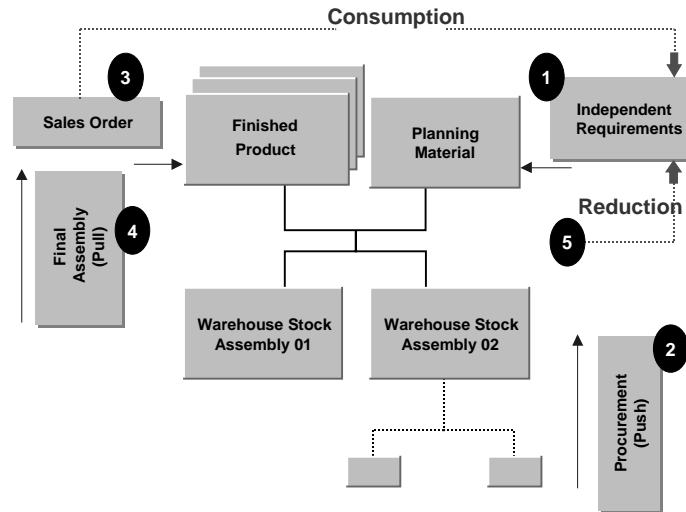 Consumption
3
1
Sales Order
Finished
Product
Planning
Material
Independent
Requirements
Final
Assembly
(Pull)
4
Reduction
5
Warehouse Stock
Assembly 01
Warehouse Stock
Assembly 02
2
Procurement
(Push)